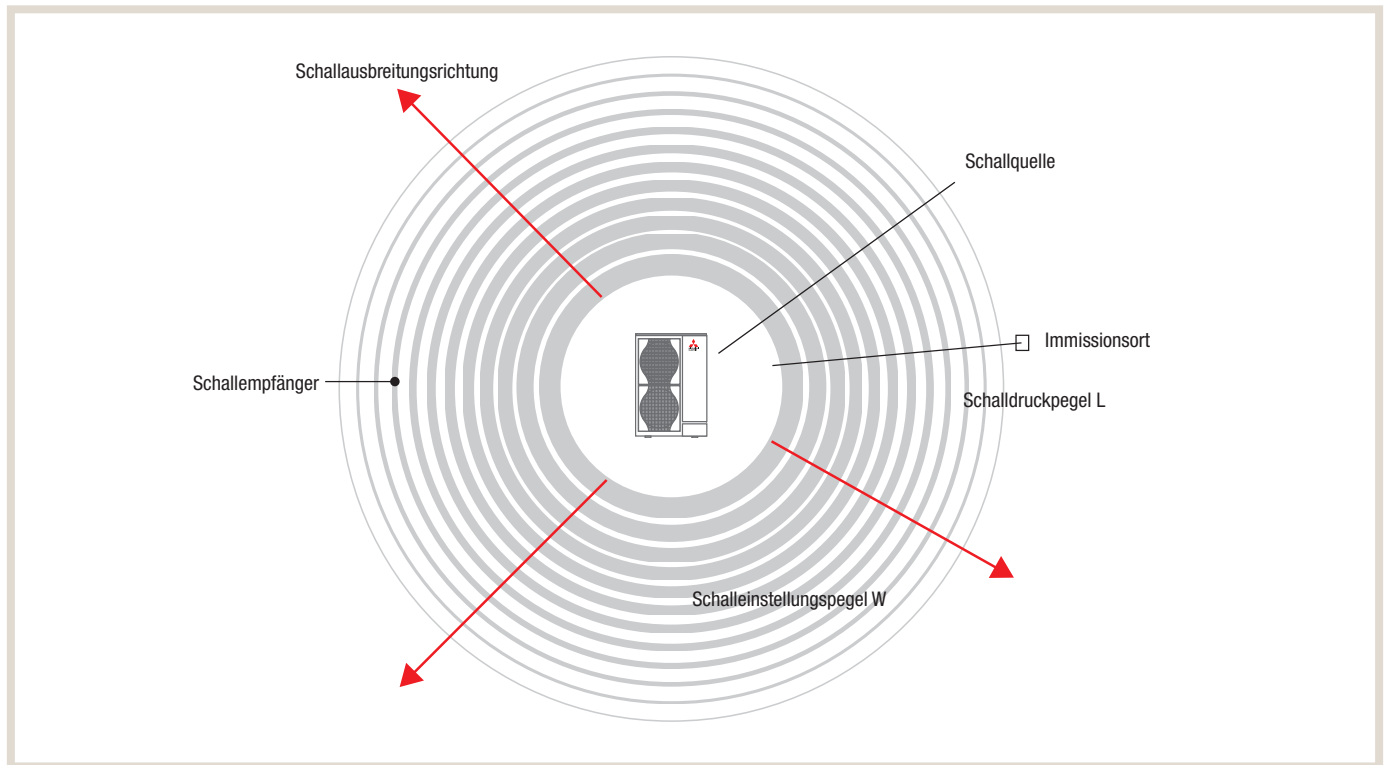 Schallausbreitungsrichtung
Schallquelle
Immissionsort
Schallempfänger
Schalldruckpegel L
Schalleinstellungspegel W